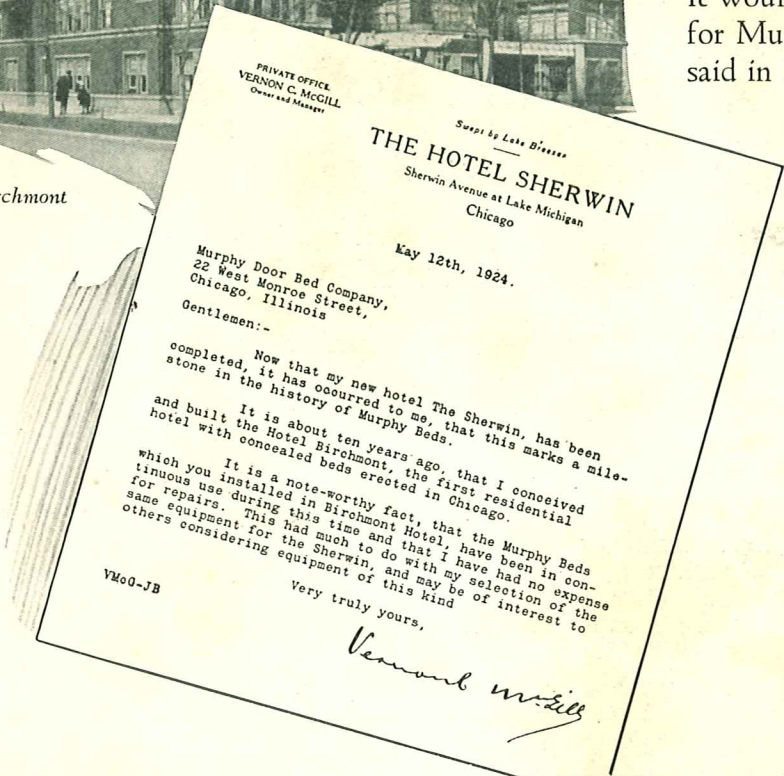 It woul
for Mu
said in
chmont
PRIVATE OFFICE
VERNON C. McGILL
Owner and Manager
Swept by Lake Breezes
THE HOTEL SHERWIN
Sherwin Avenue at Lake Michigan
Chicago
May 12th, 1924.
Murphy Door Bed Company,
22 West Monroe Street,
Chicago, Illinois
Gentlemen:-
Now that my new hotel The Sherwin, has been
completed, it has occurred to me, that this marks a mile-
stone in the history of Murphy Beds.
It is about ten years ago, that I conceived
and built the Hotel Birchmont, the first residential
hotel with concealed beds erected in Chicago.
It is a note-worthy fact, that the Murphy Beds
which you installed in Birchmont Hotel, have been in con-
tinuous use during this time and that I have had no expense
for repairs. This had much to do with my selection of the
same equipment for the Sherwin, and may be of interest to
others considering equipment of this kind
Very truly yours,
VMcG-JB
Vernon C McGill